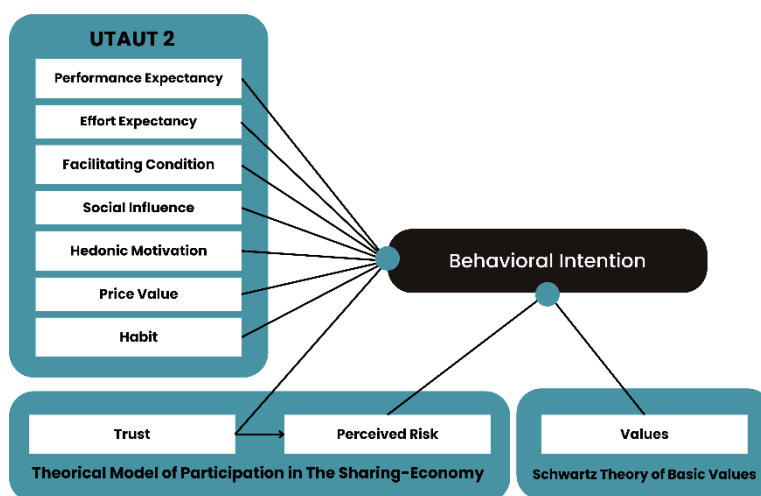 UTAUT 2
Performance Expectancy
Effort Expectancy
Facilitating Condition
Social Influence
Hedonic Motivation
Price Value
Habit
Behavioral Intention
Trust
Perceived Risk
Theorical Model of Participation in The Sharing-Economy
Values
Schwartz Theory of Basic Values